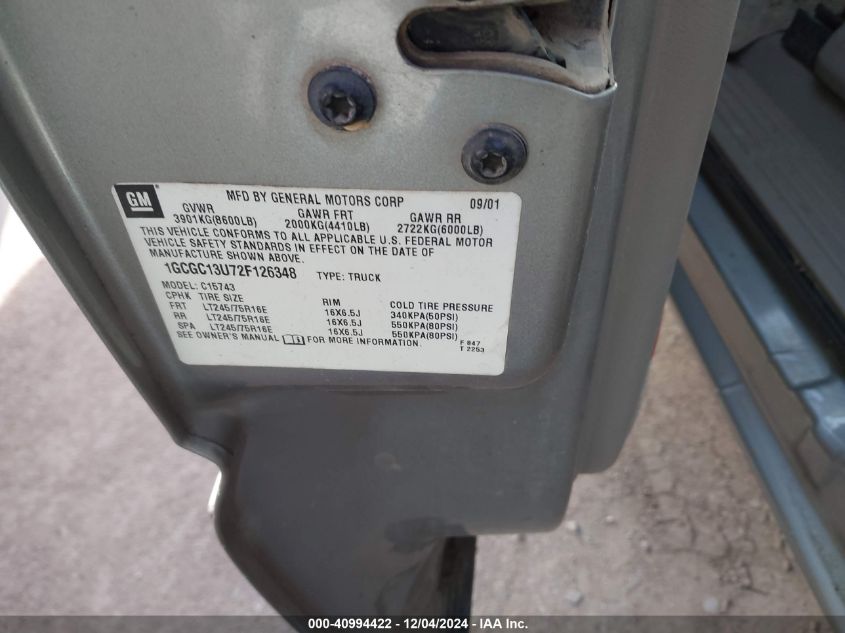 GM
MFD BY GENERAL MOTORS CORP 09/01
GVWR GAWR FRT GAWR RR
3901KG(8600LB) 2000KG(4410LB) 2722KG(6000LB)
THIS VEHICLE CONFORMS TO ALL APPLICABLE U.S. FEDERAL MOTOR
VEHICLE SAFETY STANDARDS IN EFFECT ON THE DATE OF
MANUFACTURE SHOWN ABOVE.
1GCGC13U72F126348 TYPE: TRUCK
MODEL: C15743
CPHK TIRE SIZE RIM COLD TIRE PRESSURE
FRT LT245/75R16E 16X6.5J 340KPA(50PSI)
RR LT245/75R16E 16X6.5J 550KPA(80PSI)
SPA LT245/75R16E 16X6.5J 550KPA(80PSI)
SEE OWNER'S MANUAL FOR MORE INFORMATION.
F 847
T 2253
000-40994422 - 12/04/2024 - IAAI Inc.